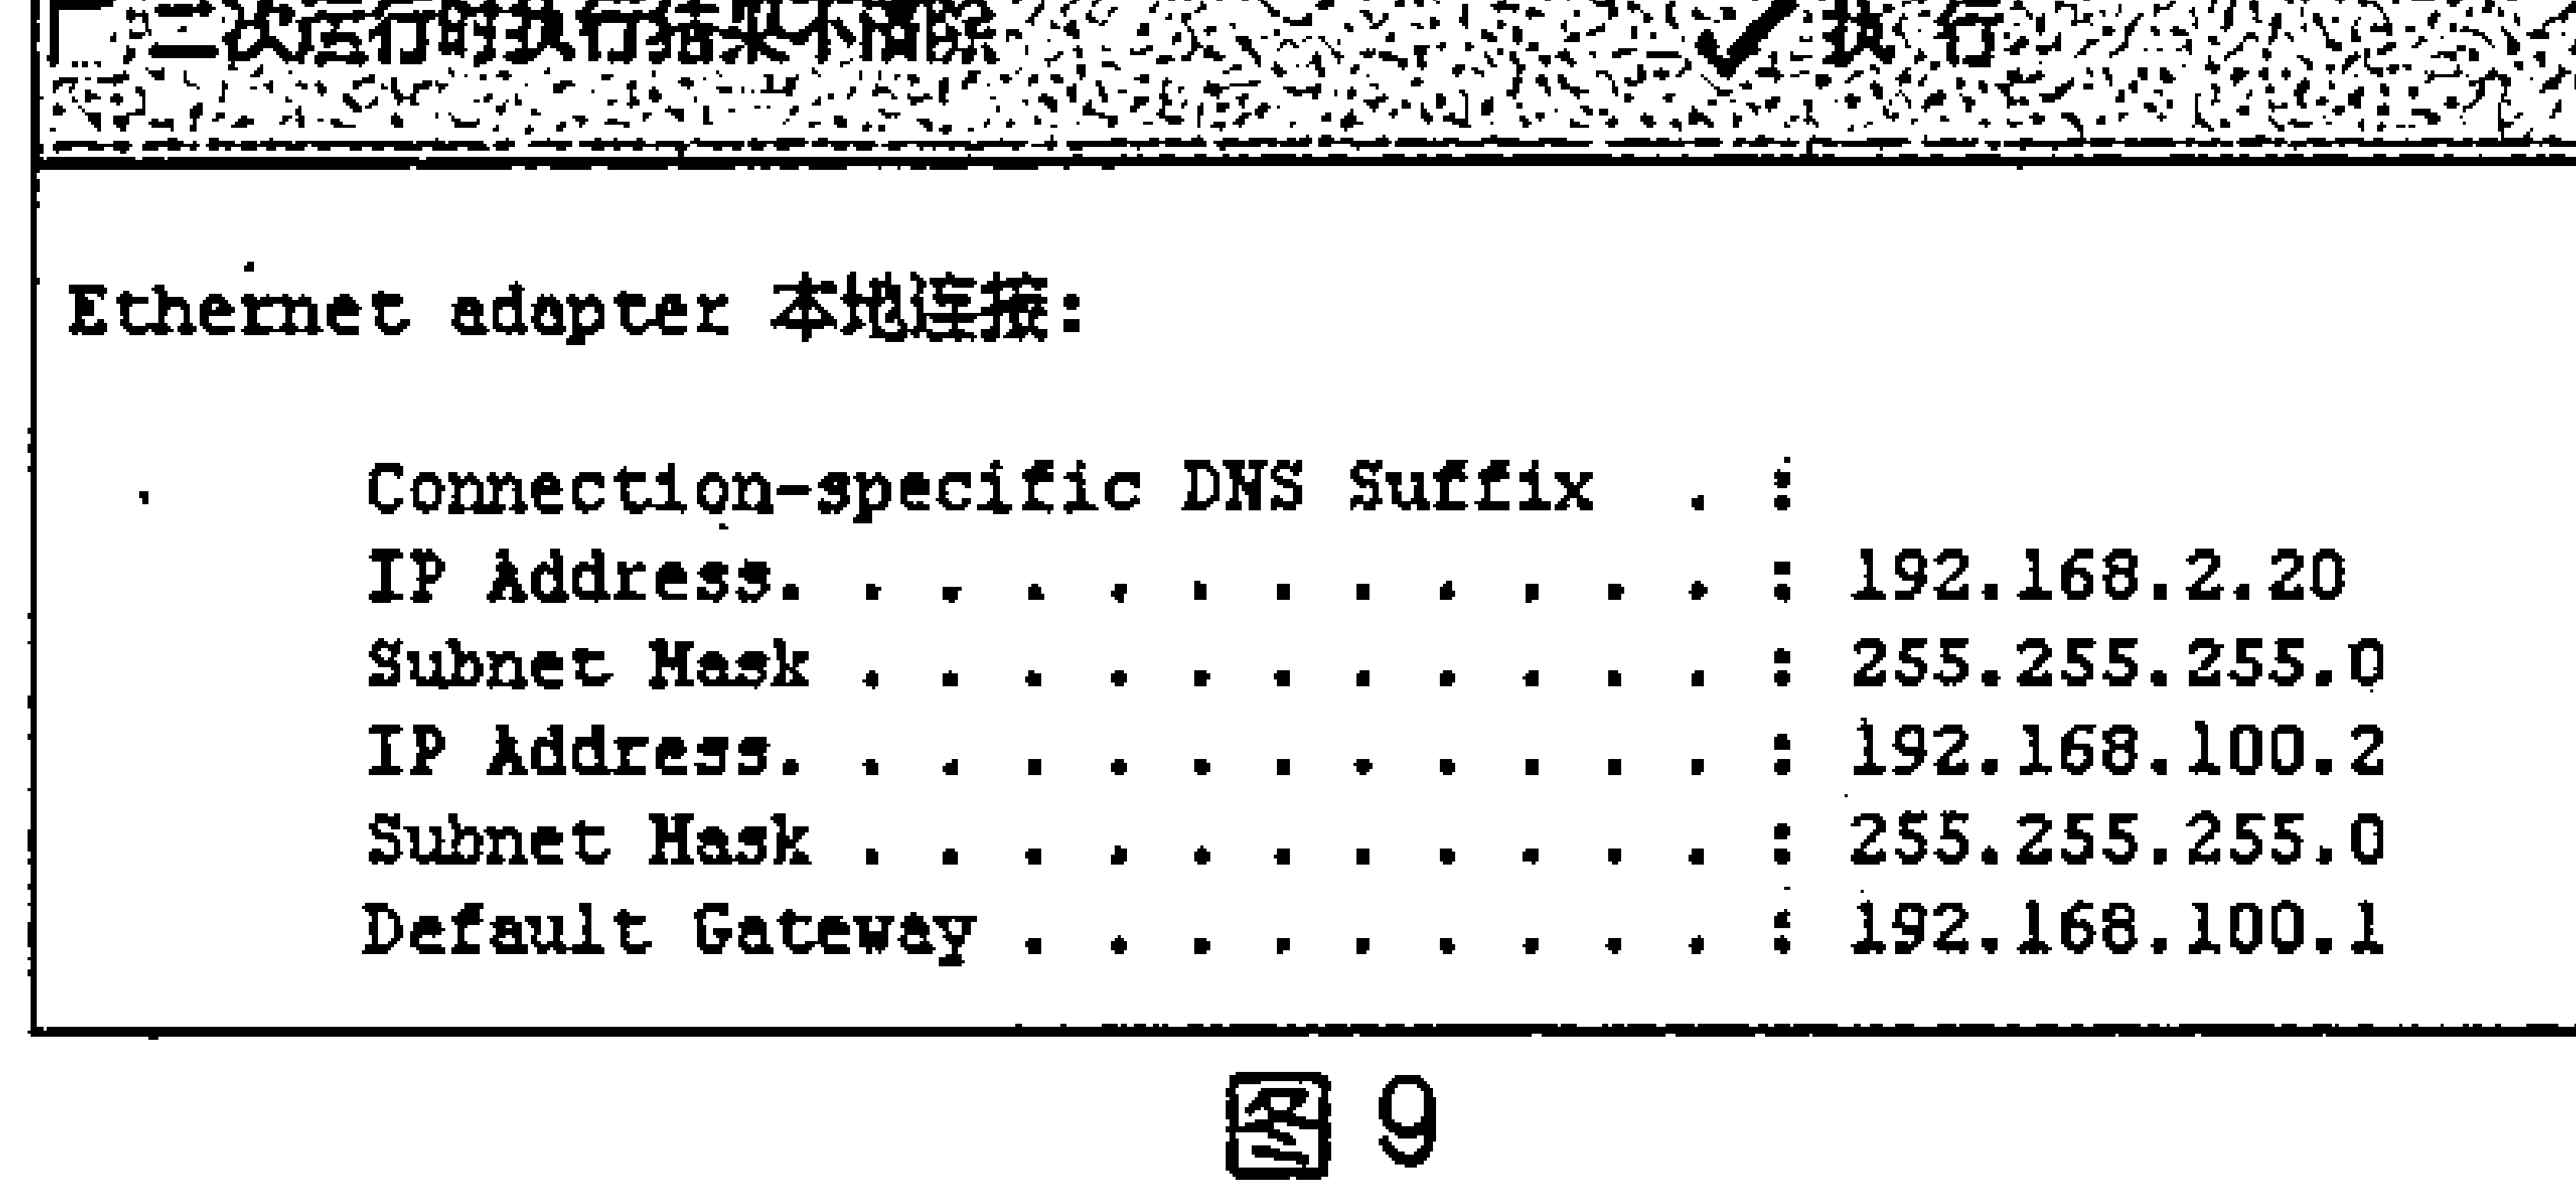 二次运行时执行结果不清除 执行
Ethernet adapter 本地连接:
Connection-specific DNS Suffix . :
IP Address. . . . . . . . . . . . : 192.168.2.20
Subnet Mask . . . . . . . . . . . : 255.255.255.0
IP Address. . . . . . . . . . . . : 192.168.100.2
Subnet Mask . . . . . . . . . . . : 255.255.255.0
Default Gateway . . . . . . . . . : 192.168.100.1
图 9